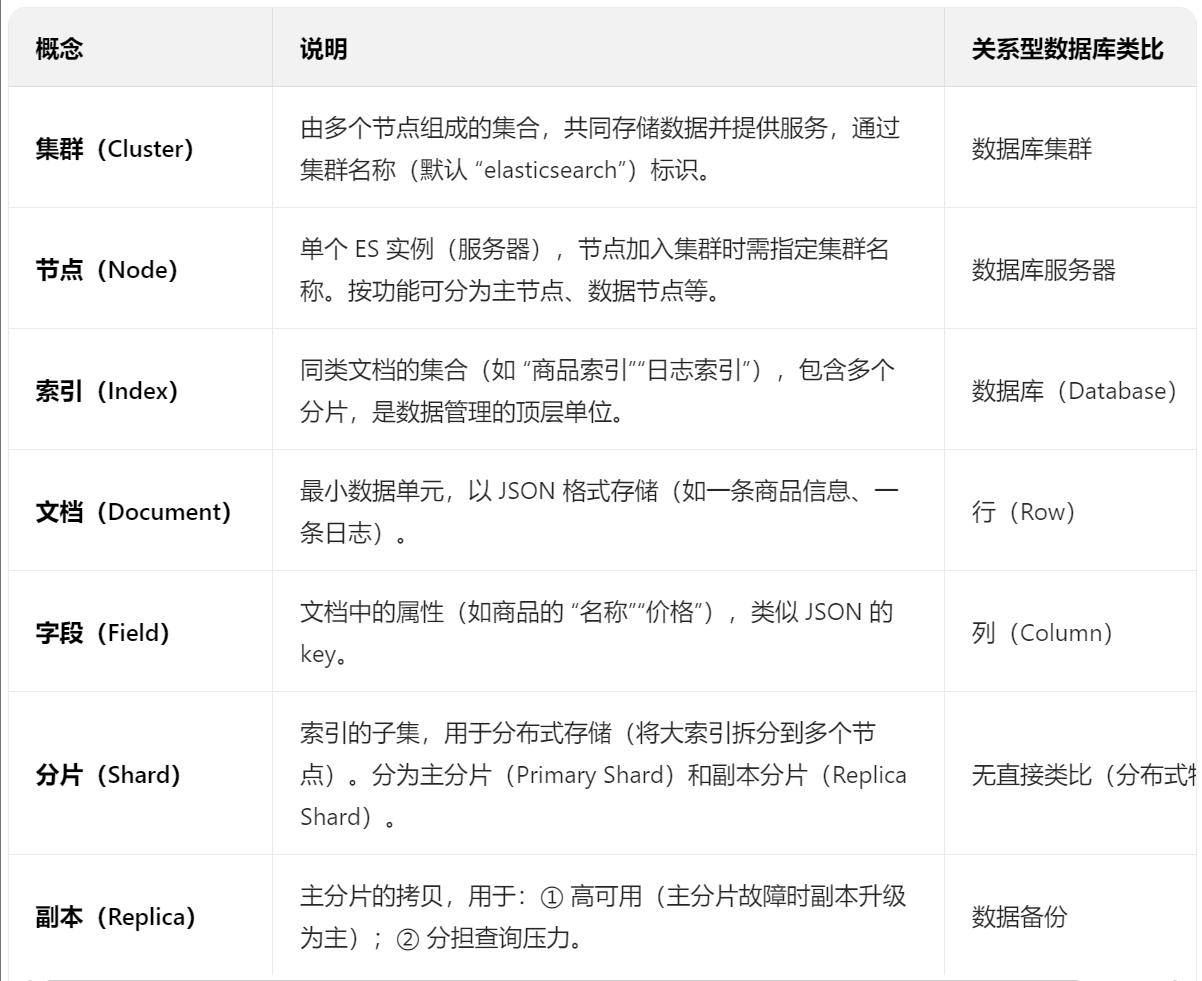 概念
说明
关系型数据库类比
集群（Cluster）
由多个节点组成的集合，共同存储数据并提供服务，通过
集群名称（默认 “elasticsearch”）标识。
数据库集群
节点（Node）
单个 ES 实例（服务器），节点加入集群时需指定集群名
称。按功能可分为主节点、数据节点等。
数据库服务器
索引（Index）
同类文档的集合（如 “商品索引”“日志索引”），包含多个
分片，是数据管理的顶层单位。
数据库（Database）
文档（Document）
最小数据单元，以 JSON 格式存储（如一条商品信息、一
条日志）。
行（Row）
字段（Field）
文档中的属性（如商品的 “名称”“价格”），类似 JSON 的
key。
列（Column）
分片（Shard）
索引的子集，用于分布式存储（将大索引拆分到多个节
点）。分为主分片（Primary Shard）和副本分片（Replica
Shard）。
无直接类比（分布式
副本（Replica）
主分片的拷贝，用于：① 高可用（主分片故障时副本升级
为主）；② 分担查询压力。
数据备份